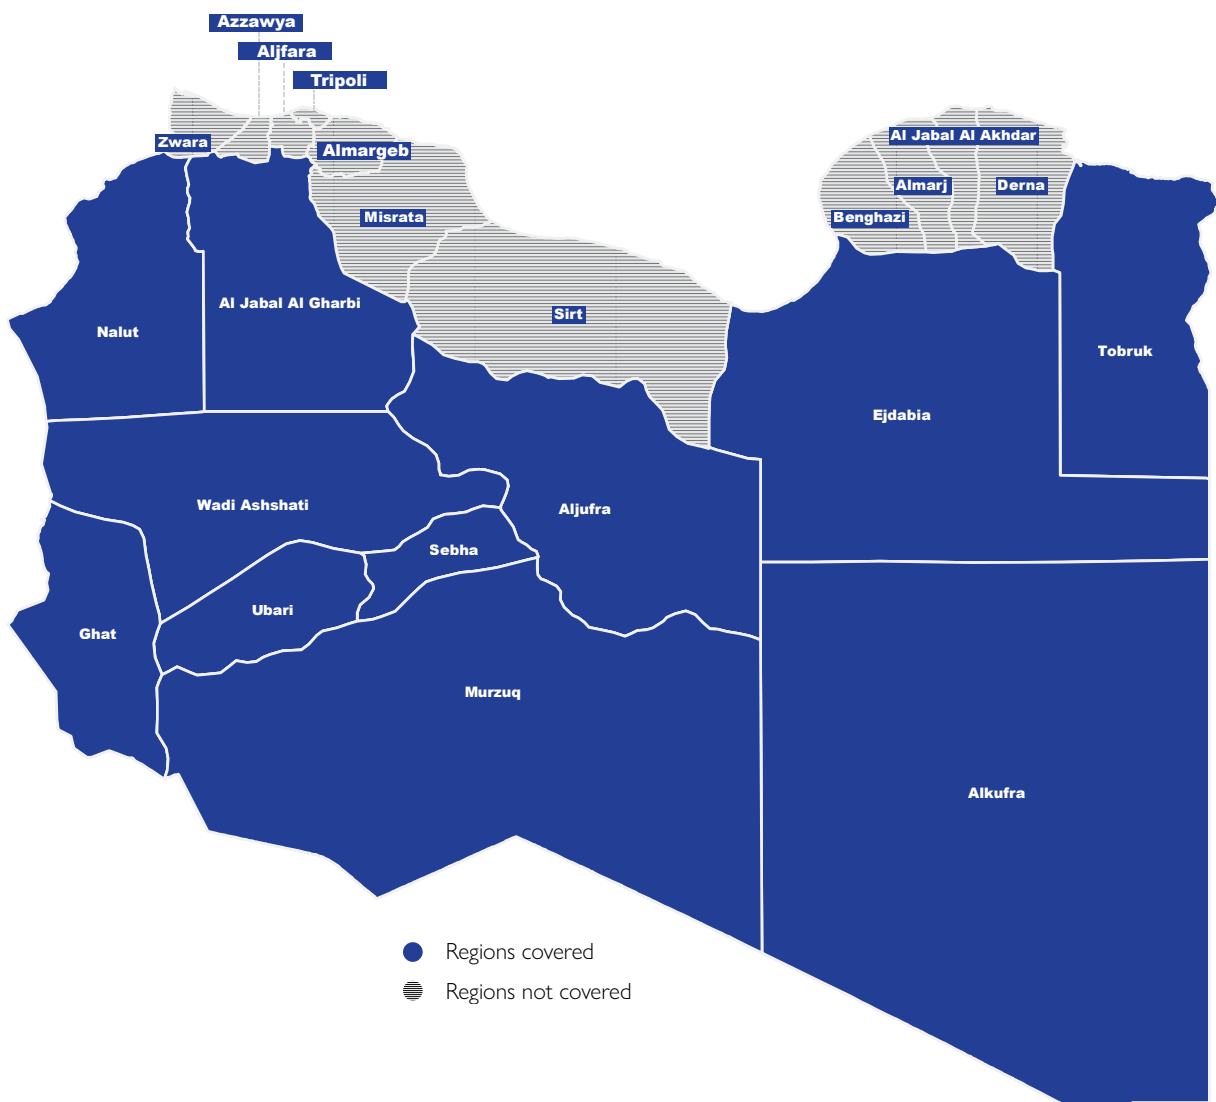 Azzawya
Aljfara
Tripoli
Zwara
Almargeb
Al Jabal Al Akhdar
Almarj
Derna
Misrata
Benghazi
Al Jabal Al Gharbi
Sirt
Nalut
Tobruk
Ejdabia
Wadi Ashshati
Aljufra
Sebha
Ubari
Ghat
Murzuq
Alkufra
Regions covered
Regions not covered